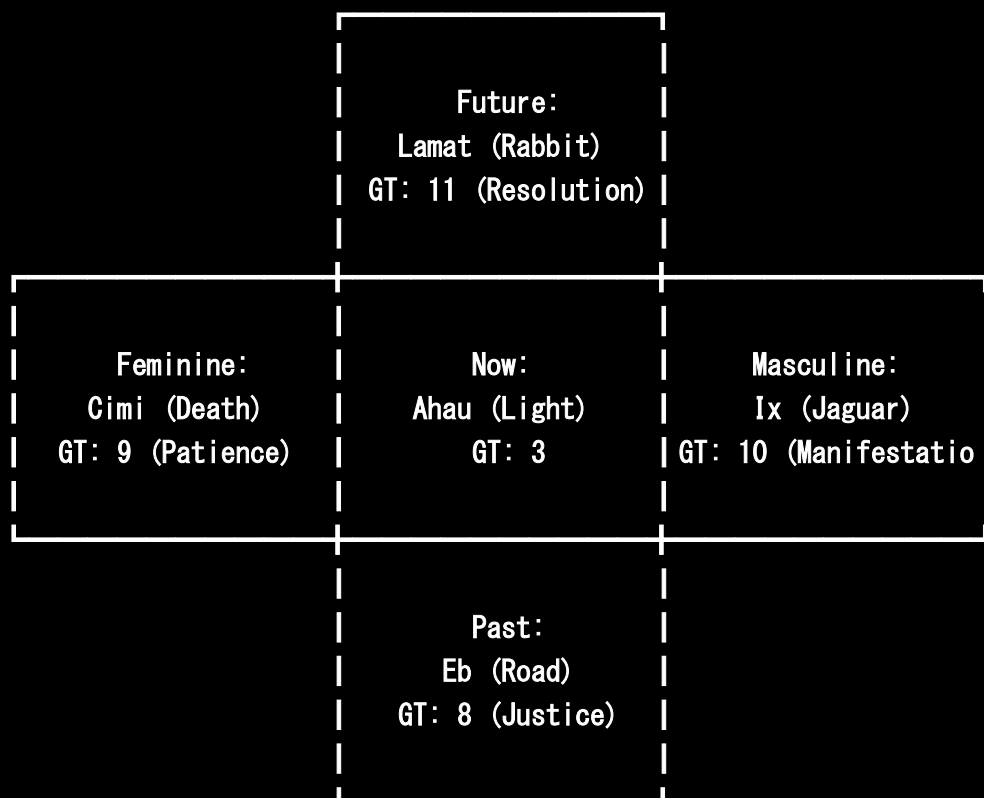 Future:
Lamat (Rabbit)
GT: 11 (Resolution)
Feminine:
Cimi (Death)
GT: 9 (Patience)
Now:
Ahau (Light)
GT: 3
Masculine:
Ix (Jaguar)
GT: 10 (Manifestatio
Past:
Eb (Road)
GT: 8 (Justice)